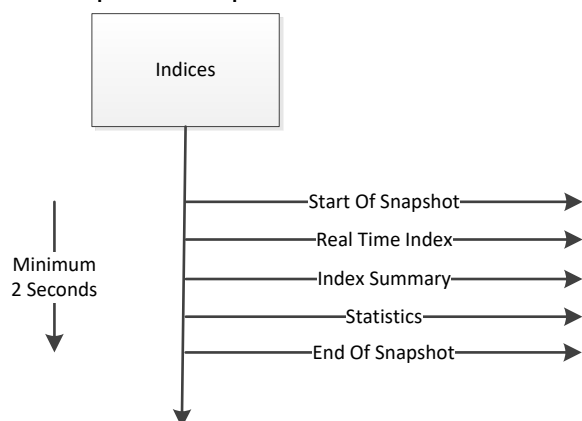 Indices
Start Of Snapshot
Real Time Index
Minimum
2 Seconds
Index Summary
Statistics
End Of Snapshot